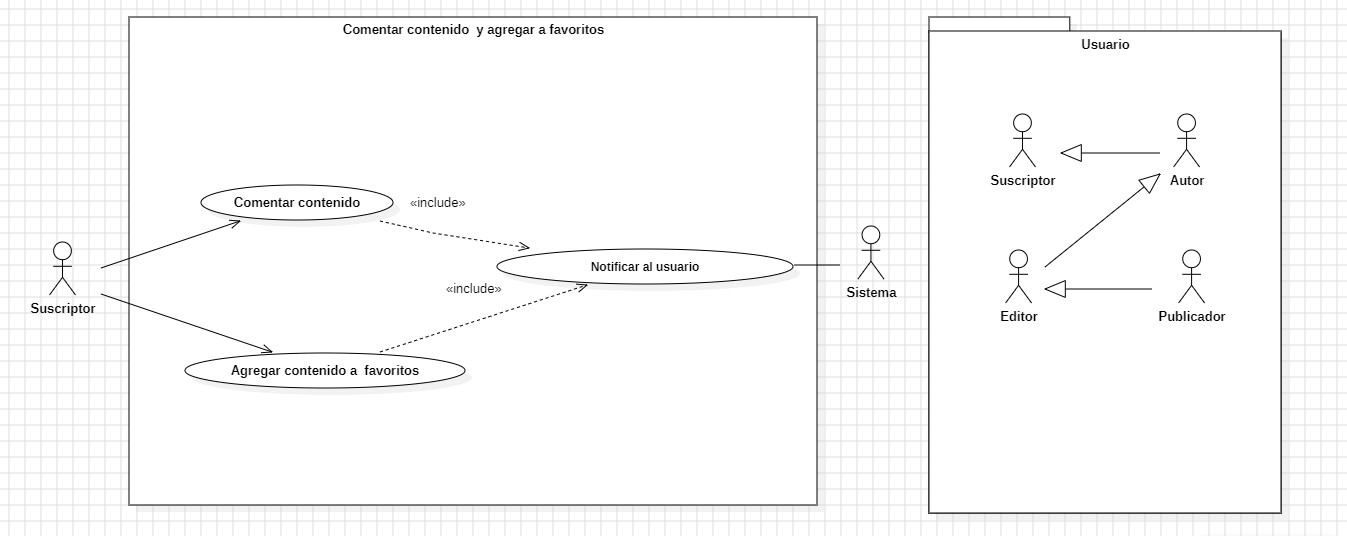 Comentar contenido  y agregar a favoritos
Comentar contenido
«include»
Notificar al usuario
«include»
Agregar contenido a  favoritos
Suscriptor
Sistema
Usuario
Suscriptor
Autor
Editor
Publicador